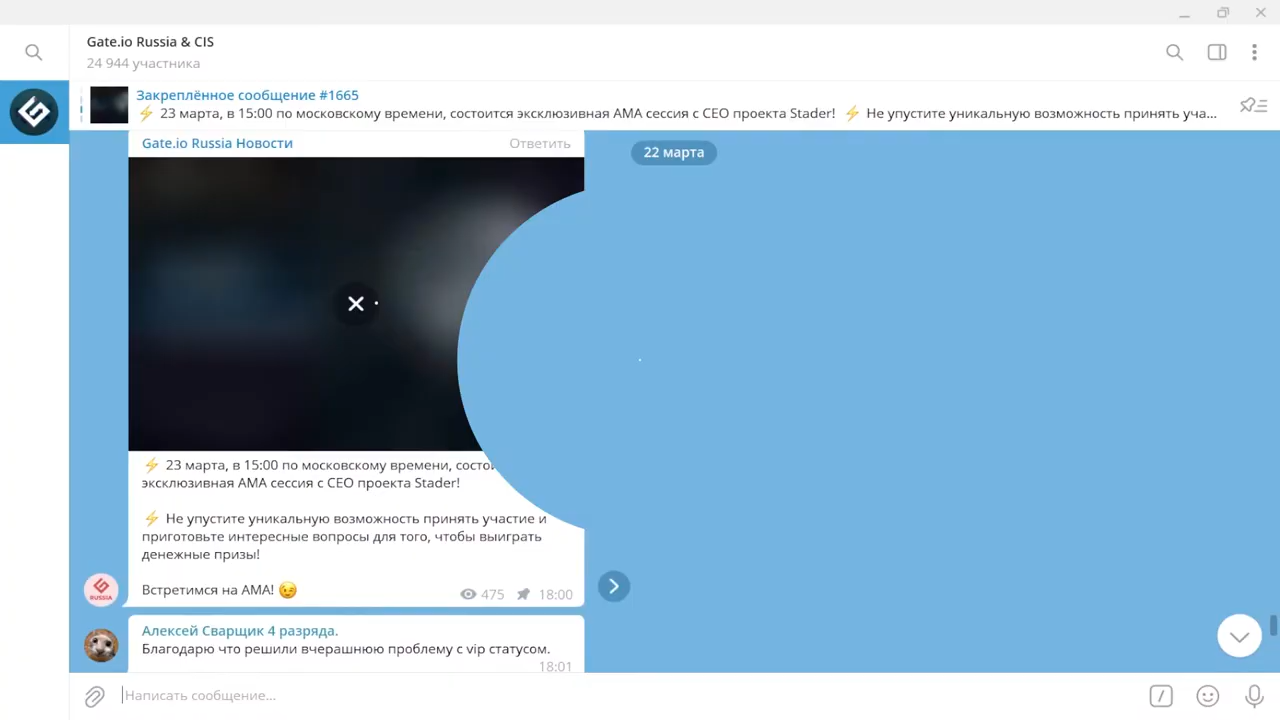 Gate.io Russia & CIS
24 944 участника
Закреплённое сообщение #1665
⚡ 23 марта, в 15:00 по московскому времени, состоится эксклюзивная АМА сессия с CEO проекта Stader! ⚡ Не упустите уникальную возможность принять уча...
Gate.io Russia Новости
Ответить
22 марта
⚡ 23 марта, в 15:00 по московскому времени, состои
эксклюзивная АМА сессия с CEO проекта Stader!
⚡ Не упустите уникальную возможность принять участие и
приготовьте интересные вопросы для того, чтобы выиграть
денежные призы!
Встретимся на АМА! 😉
475
18:00
RUSSIA
Алексей Сварщик 4 разряда.
Благодарю что решили вчерашнюю проблему с vip статусом.
18:01
Написать сообщение...